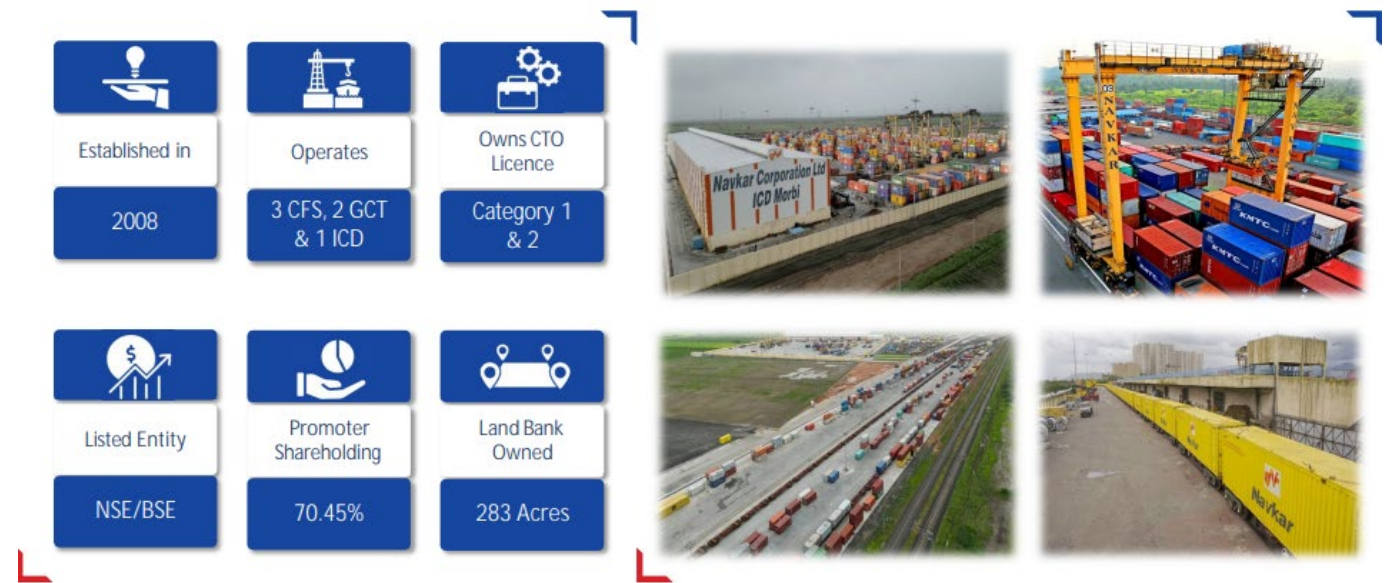 Established in
2008
Operates
3 CFS, 2 GCT
& 1 ICD
Owns CTO
Licence
Category 1
& 2
Listed Entity
NSE/BSE
Promoter
Shareholding
70.45%
Land Bank
Owned
283 Acres
Navkar Corporation Ltd
ICD Morbi
NAVKAR
03
NAVKAR
KMTC
KMTC
Navkar